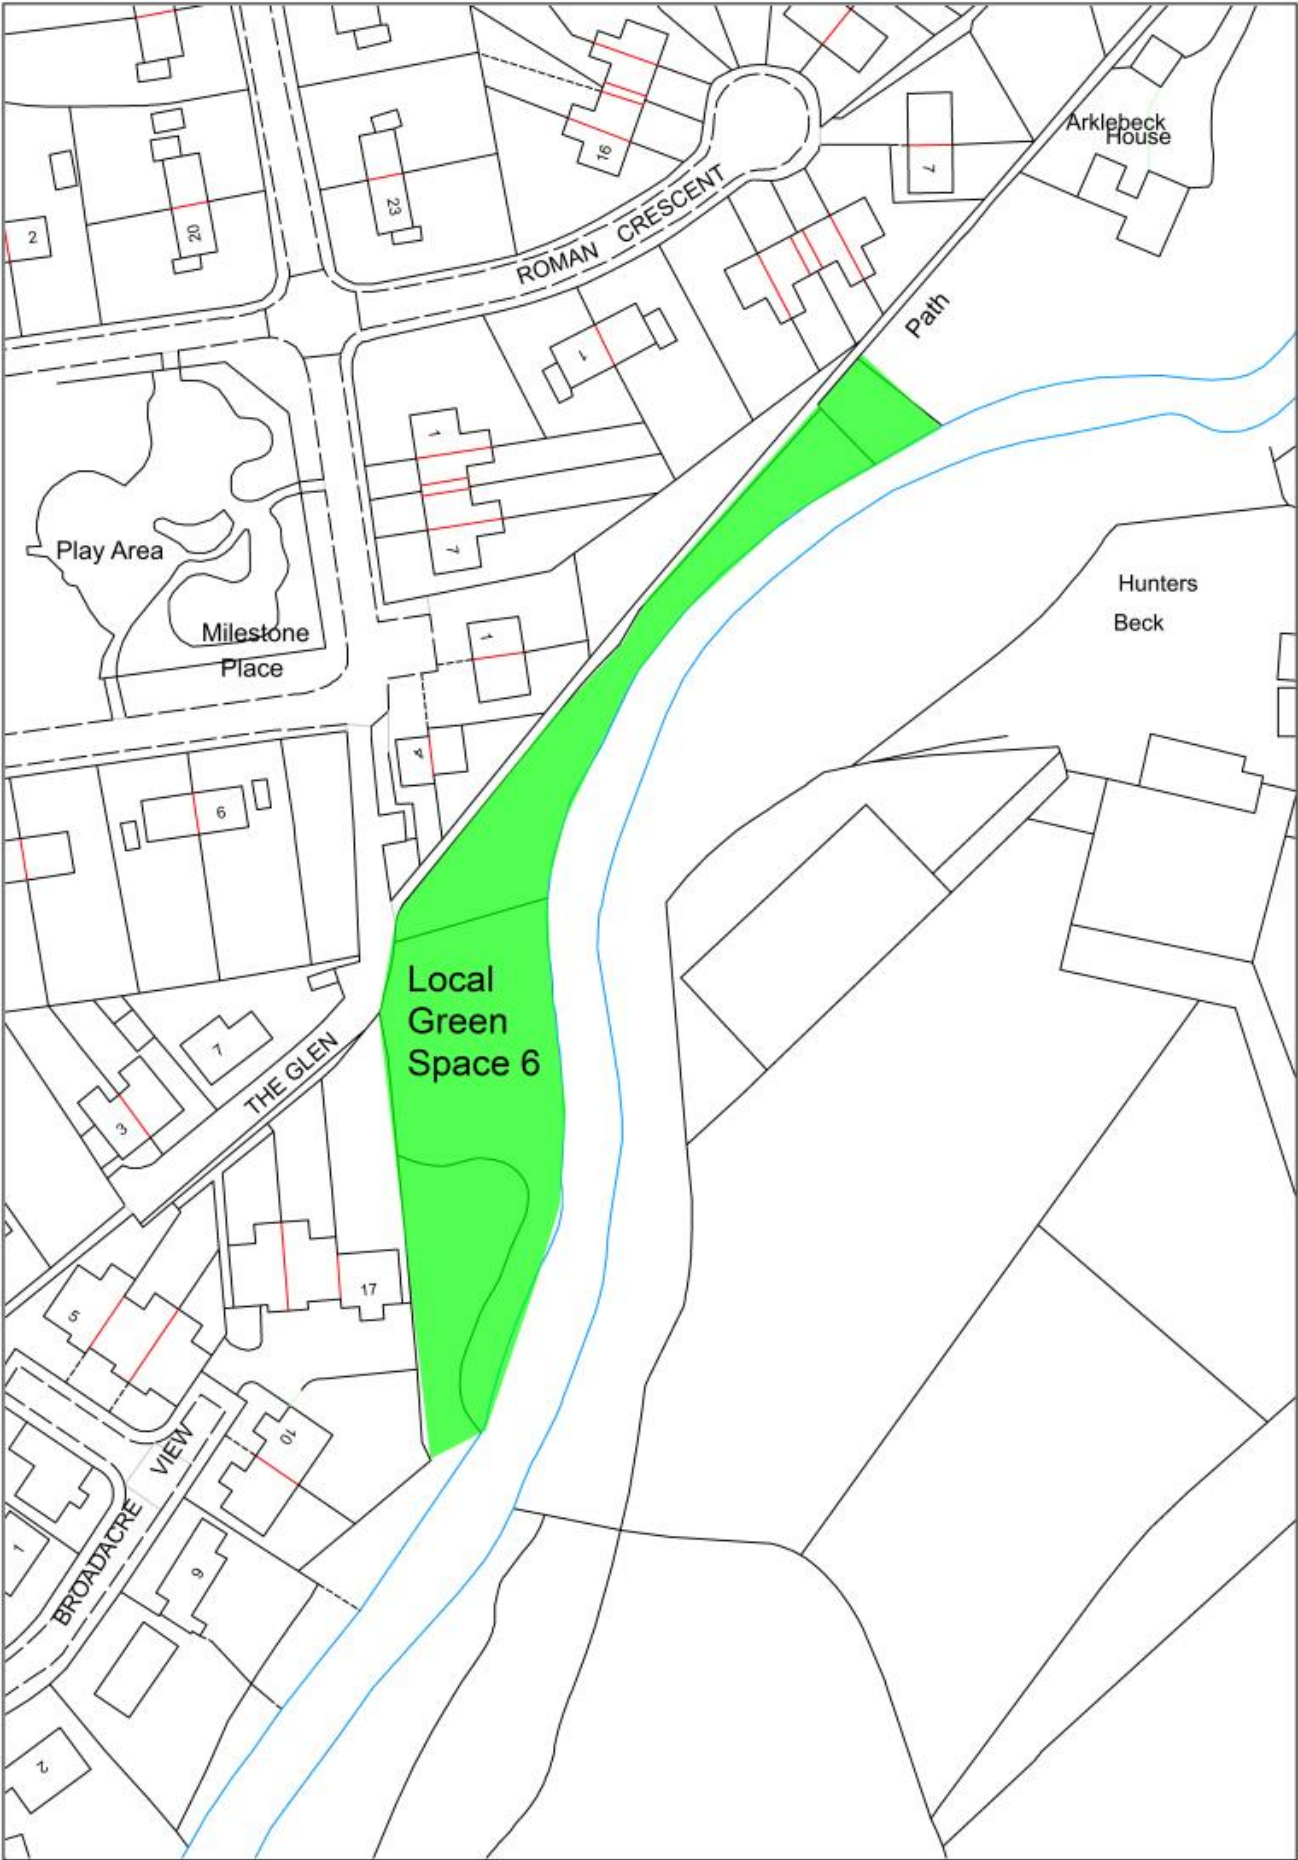 16
Arklebeck
House
7
2
20
23
ROMAN CRESCENT
Path
1
1
7
Play Area
Milestone
Place
1
4
Hunters
Beck
6
Local
Green
Space 6
7
THE GLEN
3
17
5
10
BROADACRE VIEW
1
9
2